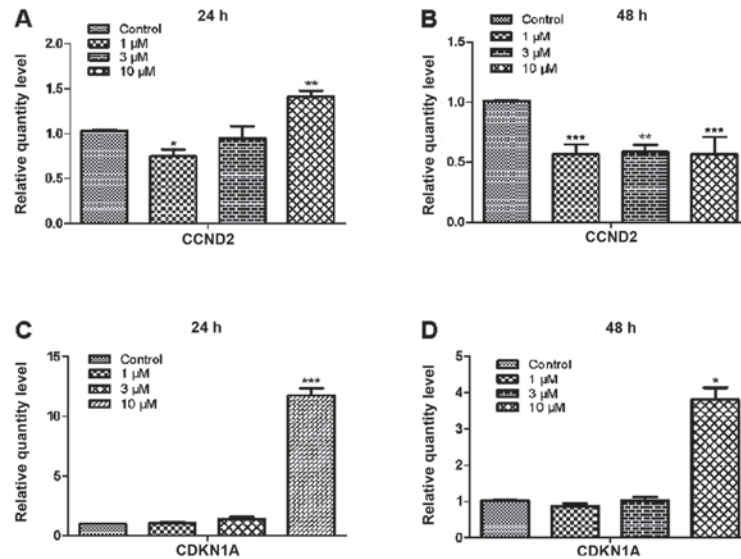 A
24 h
Control
1 µM
3 µM
10 µM
**
*
Relative quantity level
2.0
1.5
1.0
0.5
0.0
CCND2
B
48 h
Control
1 µM
3 µM
10 µM
***
**
***
Relative quantity level
1.5
1.0
0.5
0.0
CCND2
C
24 h
Control
1 µM
3 µM
10 µM
***
Relative quantity level
15
10
5
0
CDKN1A
D
48 h
Control
1 µM
3 µM
10 µM
*
Relative quantity level
5
4
3
2
1
0
CDKN1A